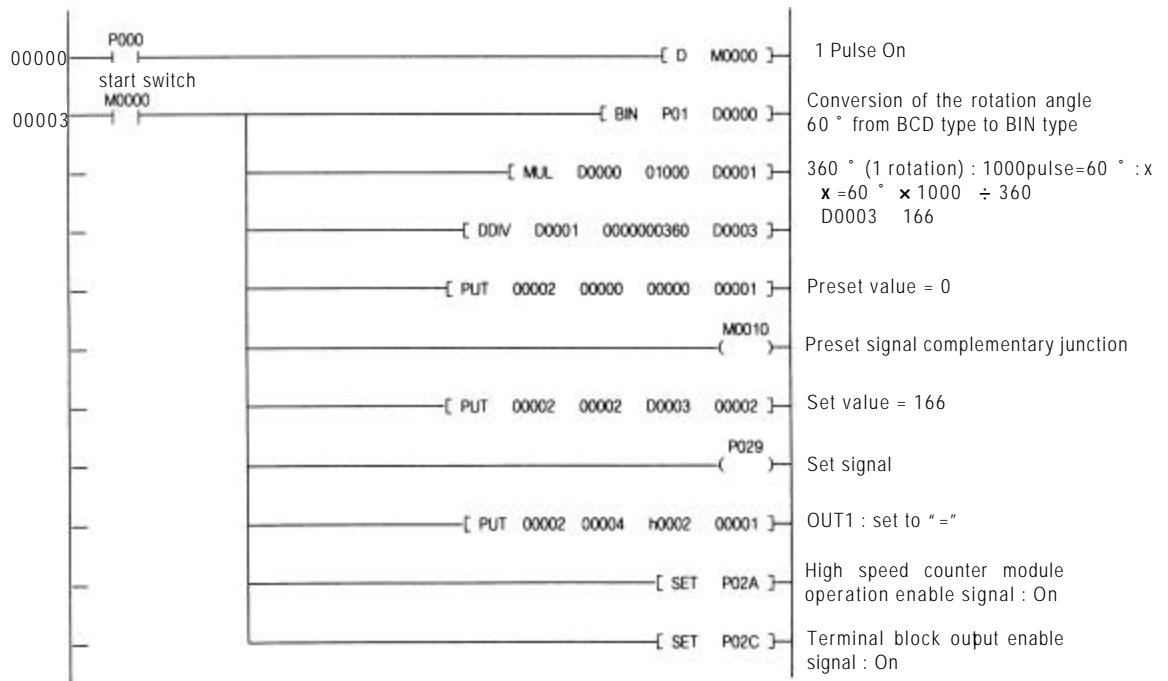 P000
00000 [ D M0000 ] 1 Pulse On
start switch
M0000
00003 [ BIN P01 D0000 ] Conversion of the rotation angle
60 ° from BCD type to BIN type
[ MUL D0000 01000 D0001 ] 360 ° (1 rotation) : 1000pulse=60 ° : x
x =60 ° × 1000 ÷ 360
D0003 166
[ DDIV D0001 0000000360 D0003 ]
[ PUT 00002 00000 00000 00001 ] Preset value = 0
M0010
( ) Preset signal complementary junction
[ PUT 00002 00002 D0003 00002 ] Set value = 166
P029
( ) Set signal
[ PUT 00002 00004 h0002 00001 ] OUT1 : set to “=”
[ SET P02A ] High speed counter module
operation enable signal : On
[ SET P02C ] Terminal block output enable
signal : On